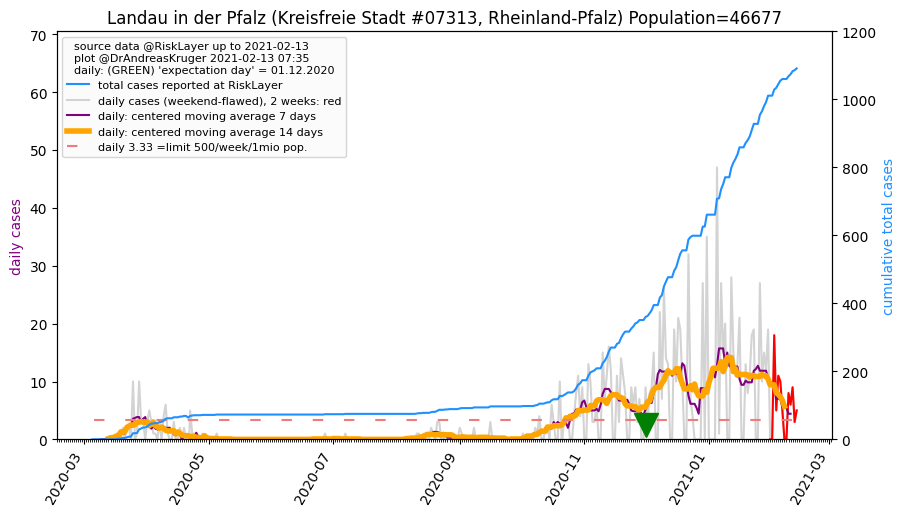 Landau in der Pfalz (Kreisfreie Stadt #07313, Rheinland-Pfalz) Population=46677
source data @RiskLayer up to 2021-02-13
plot @DrAndreasKruger 2021-02-13 07:35
daily: (GREEN) 'expectation day' = 01.12.2020
total cases reported at RiskLayer
daily cases (weekend-flawed), 2 weeks: red
daily: centered moving average 7 days
daily: centered moving average 14 days
daily 3.33 =limit 500/week/1mio pop.
daily cases
70
60
50
40
30
20
10
0
cumulative total cases
1200
1000
800
600
400
200
0
2020-03
2020-05
2020-07
2020-09
2020-11
2021-01
2021-03